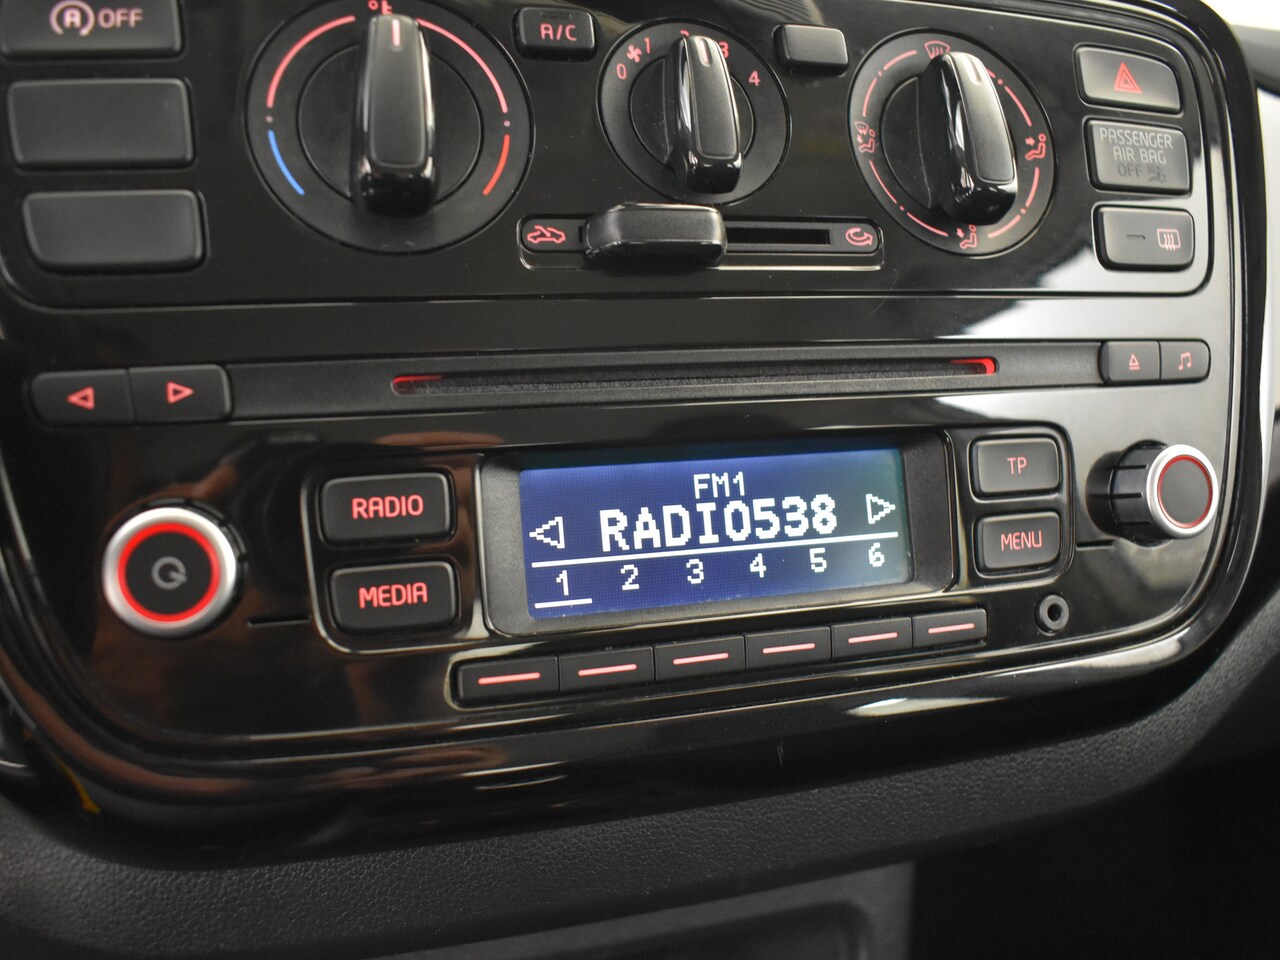 A OFF
A/C
0 1 3 4
PASSENGER
AIR BAG
OFF
RADIO
MEDIA
FM1
RADIO538
1 2 3 4 5 6
TP
MENU